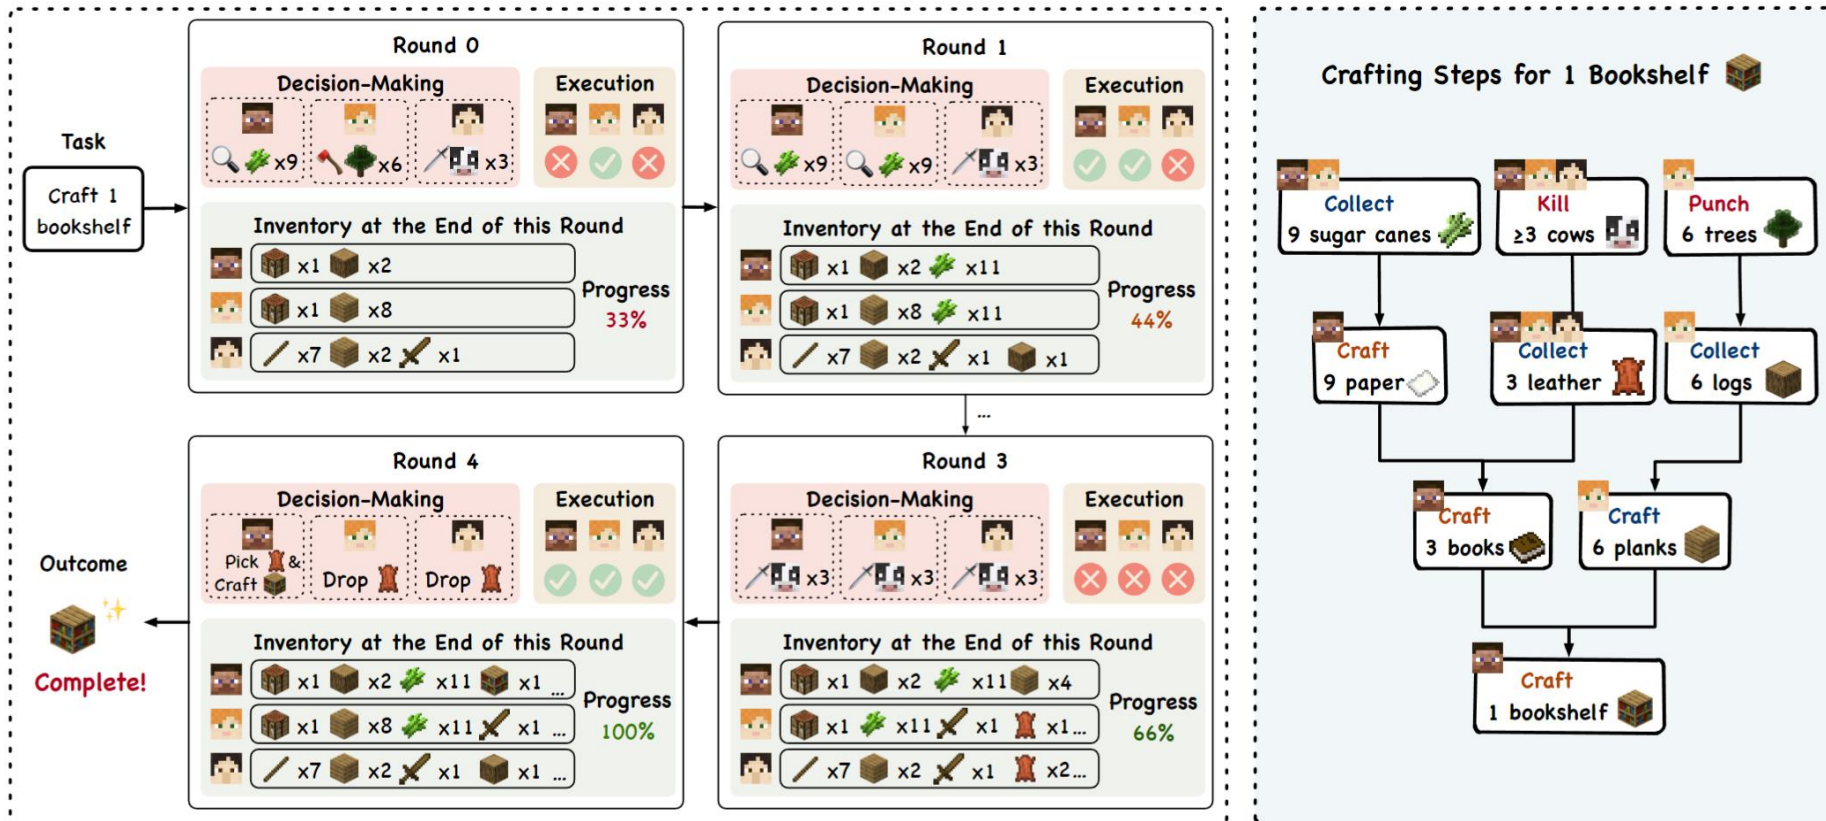 Task
Craft 1
bookshelf
Round 0
Decision-Making
Execution
x9
x6
x3
Inventory at the End of this Round
x1 x2
x1 x8
x7 x2 x1
Progress
33%
Round 1
Decision-Making
Execution
x9
x9
x3
Inventory at the End of this Round
x1 x2 x11
x1 x8 x11
x7 x2 x1 x1
Progress
44%
...
Round 3
Decision-Making
Execution
x3
x3
x3
Inventory at the End of this Round
x1 x2 x11 x4
x1 x11 x1 x1...
x7 x2 x1 x2...
Progress
66%
Round 4
Decision-Making
Execution
Pick &
Craft
Drop
Drop
Inventory at the End of this Round
x1 x2 x11 x1 ...
x1 x8 x11 x1 ...
x7 x2 x1 x1 ...
Progress
100%
Outcome
Complete!
Crafting Steps for 1 Bookshelf
Collect
9 sugar canes
Kill
≥3 cows
Punch
6 trees
Craft
9 paper
Collect
3 leather
Collect
6 logs
Craft
3 books
Craft
6 planks
Craft
1 bookshelf